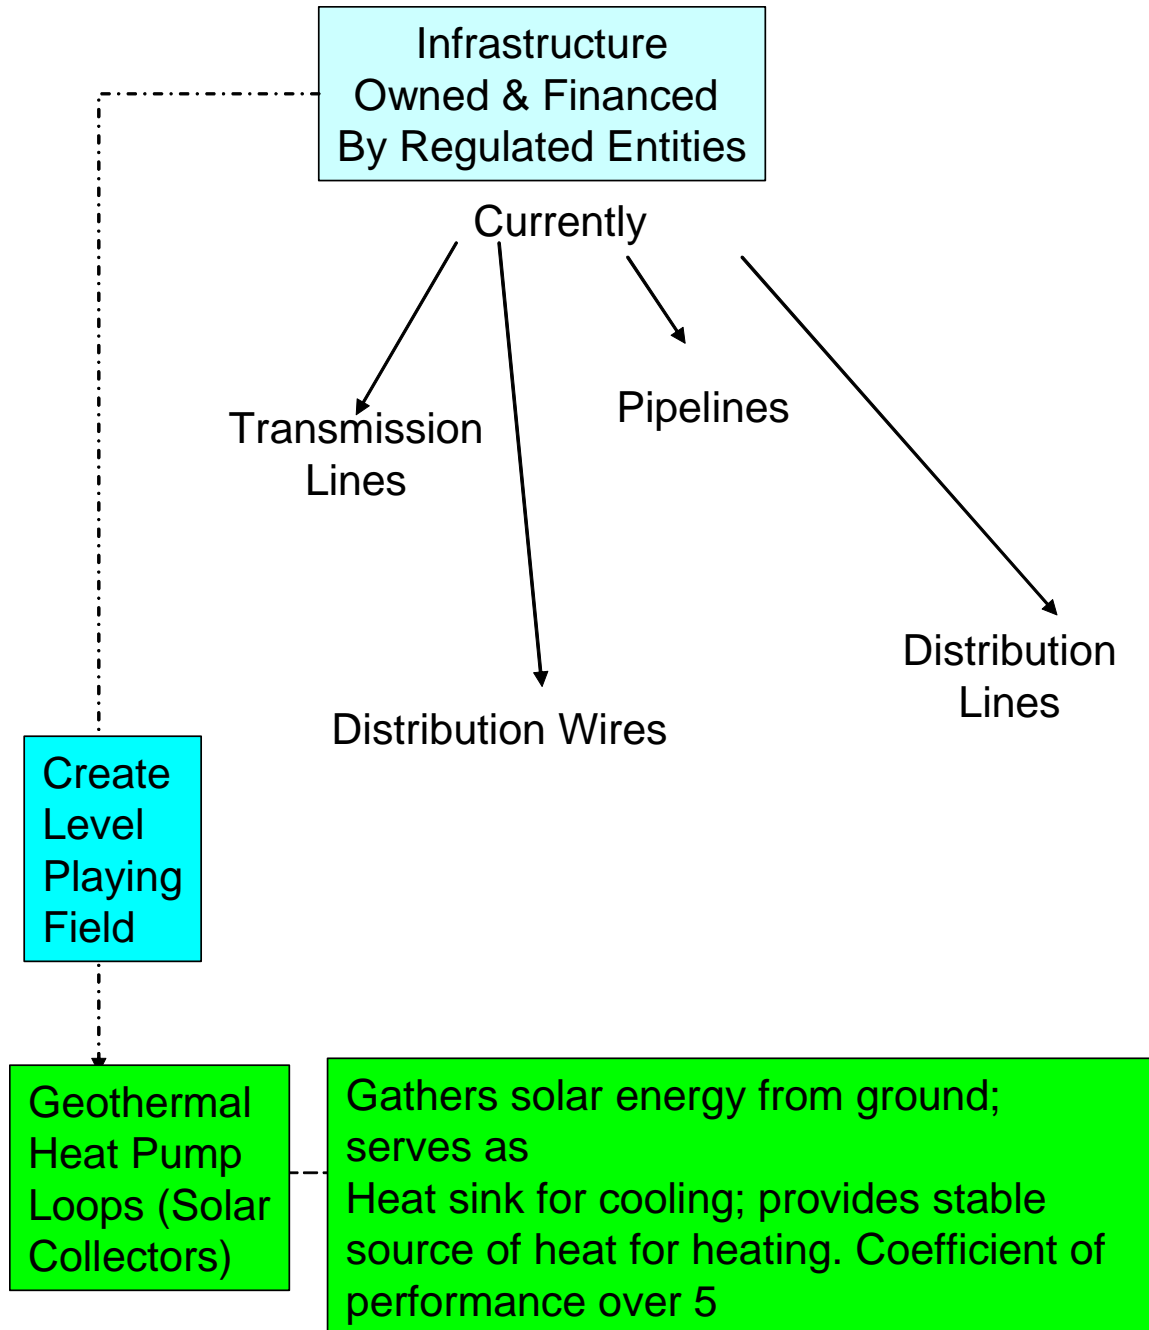 Infrastructure
Owned & Financed
By Regulated Entities
Currently
Transmission
Lines
Pipelines
Distribution Wires
Distribution
Lines
Create
Level
Playing
Field
Geothermal
Heat Pump
Loops (Solar
Collectors)
Gathers solar energy from ground;
serves as
Heat sink for cooling; provides stable
source of heat for heating. Coefficient of
performance over 5